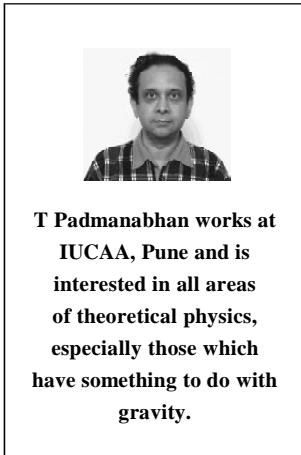 T Padmanabhan works at
IUCAA, Pune and is
interested in all areas
of theoretical physics,
especially those which
have something to do with
gravity.